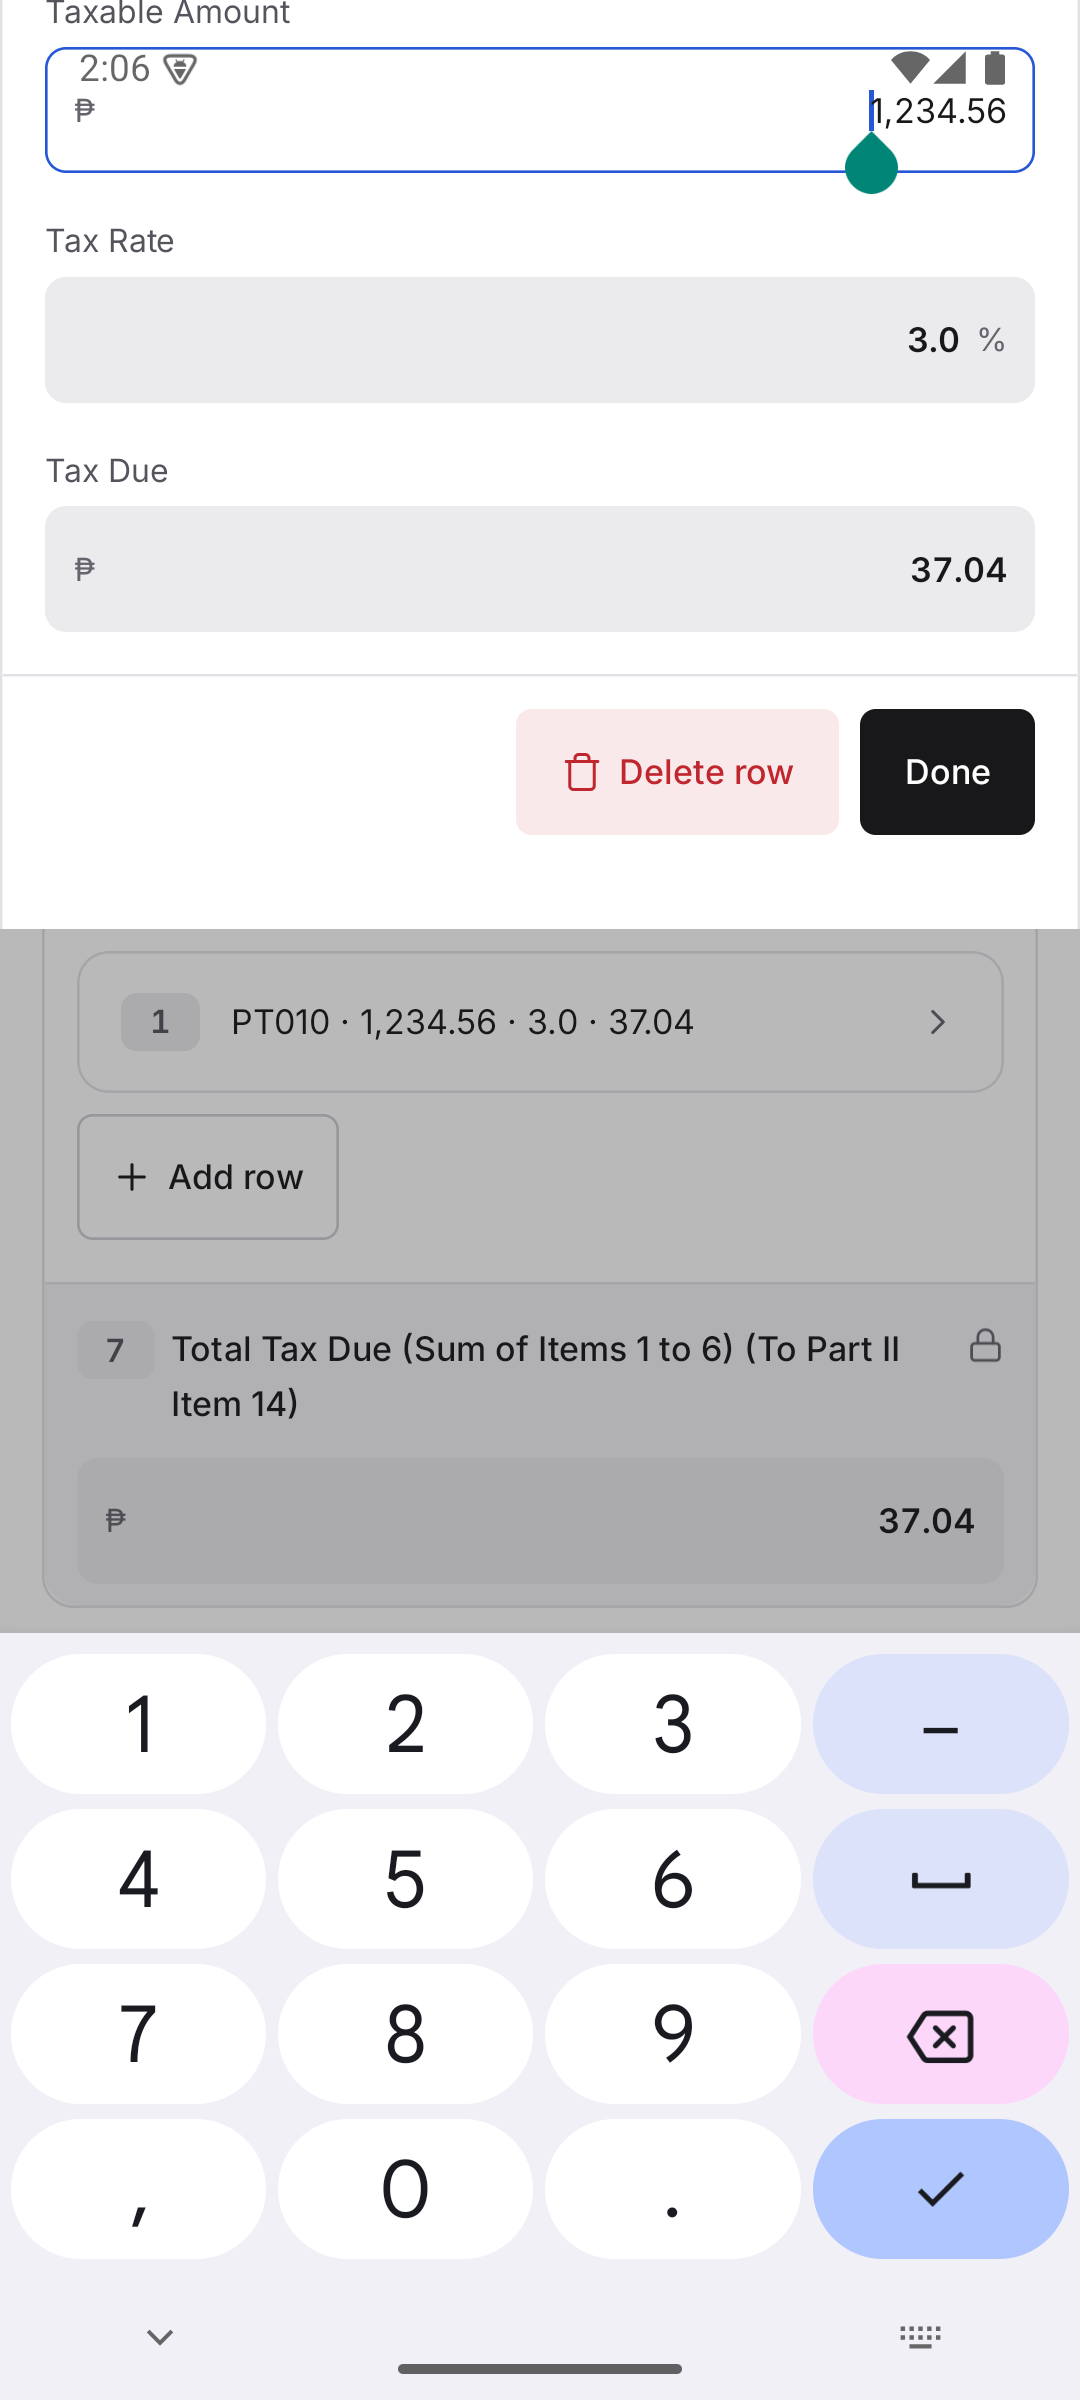 Taxable Amount
2:06
₱ 1,234.56
Tax Rate
3.0 %
Tax Due
₱ 37.04
Delete row
Done
1 PT010 · 1,234.56 · 3.0 · 37.04
+ Add row
7 Total Tax Due (Sum of Items 1 to 6) (To Part II
Item 14)
₱ 37.04
1 2 3 –
4 5 6
7 8 9
, 0 .